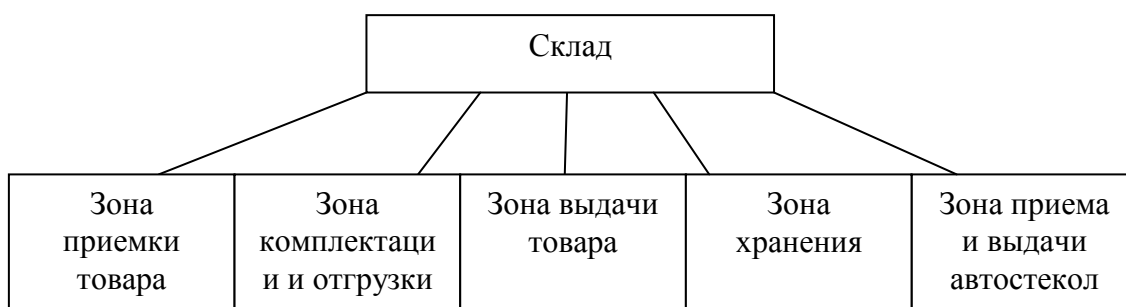 Склад
Зона
приемки
товара
Зона
комплектаци
и и отгрузки
Зона выдачи
товара
Зона
хранения
Зона приема
и выдачи
автостекол